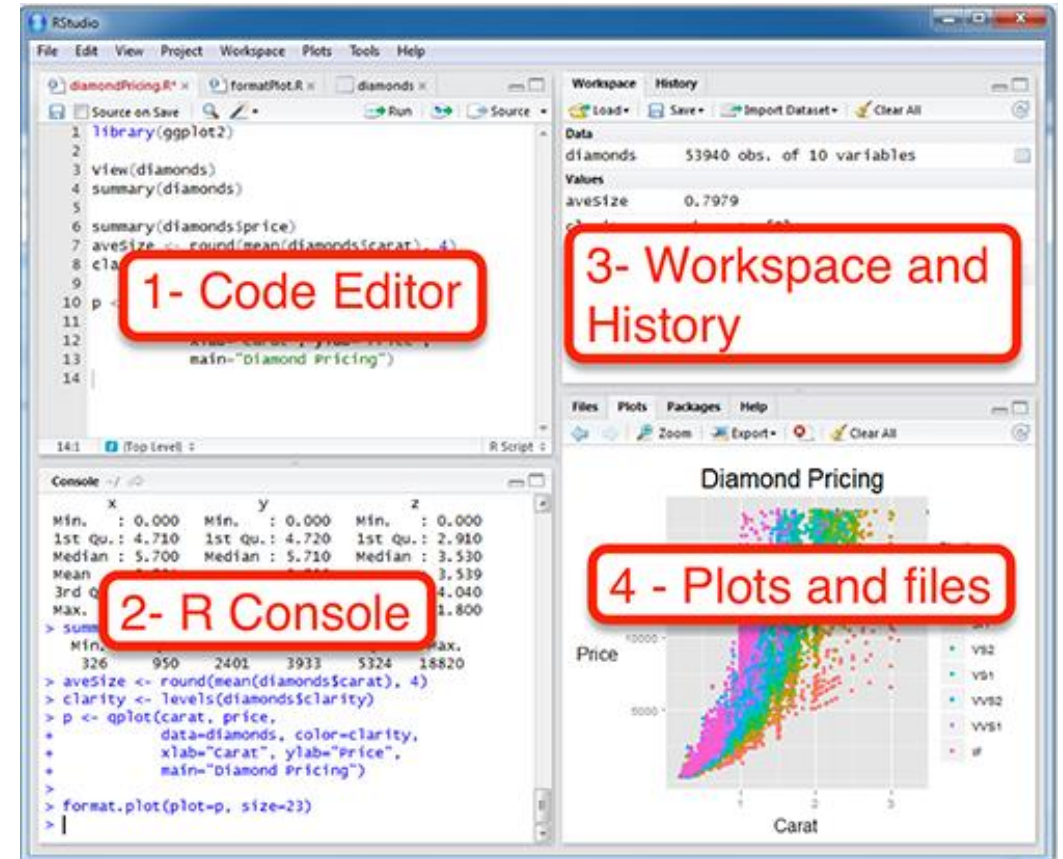 RStudio
File Edit View Project Workspace Plots Tools Help
diamondPricing.R* × formatPlot.R × diamonds ×
Source on Save Run Source
1 library(ggplot2)
2
3 view(diamonds)
4 summary(diamonds)
5
6 summary(diamonds$price)
7 aveSize <- round(mean(diamonds$carat), 4)
8 cla
9
10 p <
11
12 xlab="Carat", ylab="Price",
13 main="Diamond Pricing")
14
1- Code Editor
14:1 (Top Level) R Script
Console ~/
x y z
Min. : 0.000 Min. : 0.000 Min. : 0.000
1st Qu.: 4.710 1st Qu.: 4.720 1st Qu.: 2.910
Median : 5.700 Median : 5.710 Median : 3.530
Mean 3.539
3rd Q 4.040
Max. 1.800
2- R Console
> summ
Min. Max.
326 950 2401 3933 5324 18820
> aveSize <- round(mean(diamonds$carat), 4)
> clarity <- levels(diamonds$clarity)
> p <- qplot(carat, price,
+ data=diamonds, color=clarity,
+ xlab="Carat", ylab="Price",
+ main="Diamond Pricing")
>
> format.plot(plot=p, size=23)
>
Workspace History
Load Save Import Dataset Clear All
Data
diamonds 53940 obs. of 10 variables
Values
aveSize 0.7979
3- Workspace and
History
Files Plots Packages Help
Zoom Export Clear All
Diamond Pricing
4 - Plots and files
Price
10000
5000
VS2
VS1
VVS2
VVS1
IF
1 2 3
Carat